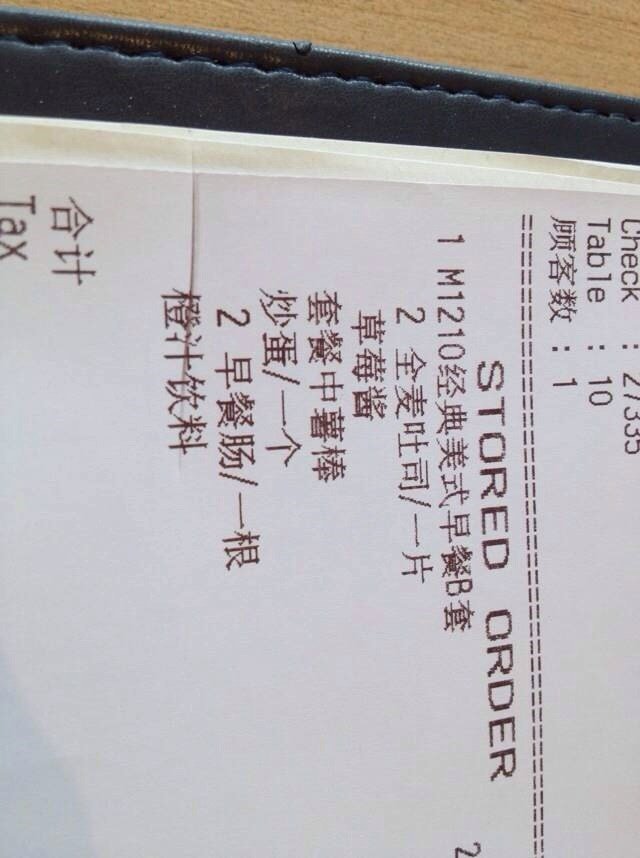 Check : 27335
Table : 10
顾客数 : 1
STORED ORDER
1 M1210经典美式早餐B套 2
2 全麦吐司/一片
草莓酱
套餐中薯棒
炒蛋/一个
2 早餐肠/一根
橙汁饮料
合计
Tax